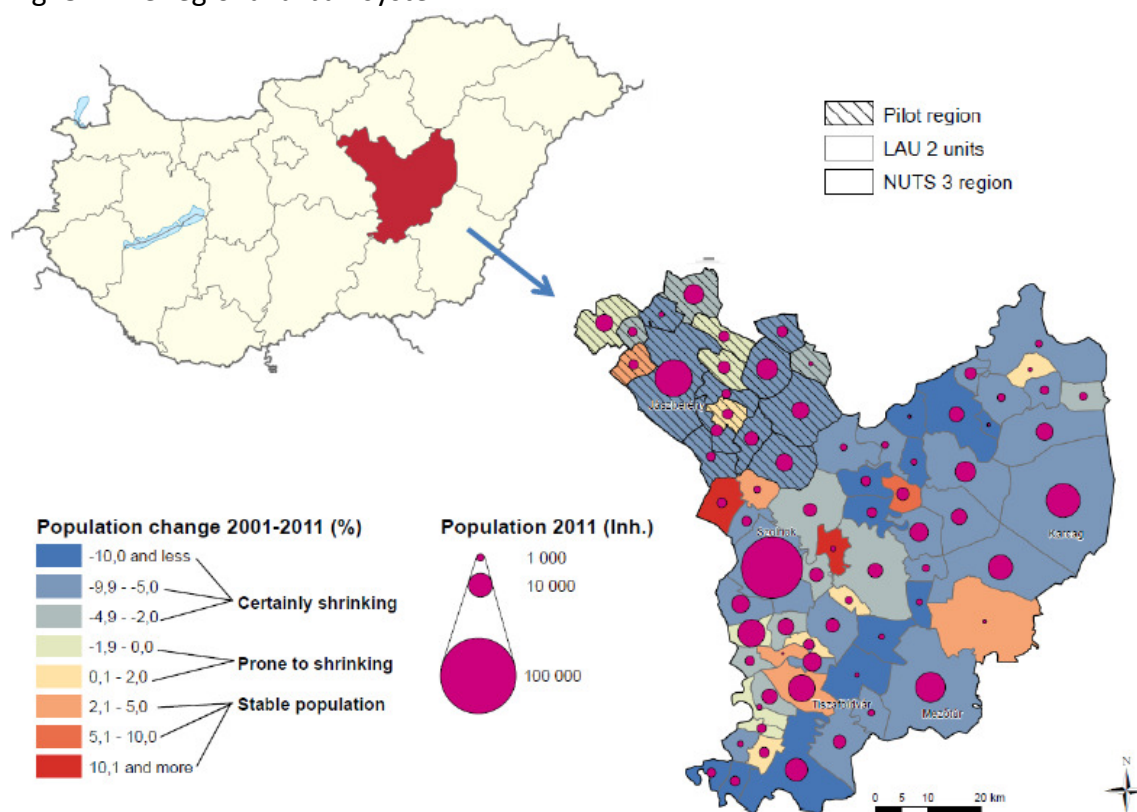 Pilot region
LAU 2 units
NUTS 3 region
Jászberény
Szolnok
Karcag
Tiszaföldvár
Mezőtúr
Population change 2001-2011 (%)
-10,0 and less
-9,9 - -5,0
-4,9 - -2,0
-1,9 - 0,0
0,1 - 2,0
2,1 - 5,0
5,1 - 10,0
10,1 and more
Certainly shrinking
Prone to shrinking
Stable population
Population 2011 (Inh.)
1 000
10 000
100 000
N
0 5 10 20 km